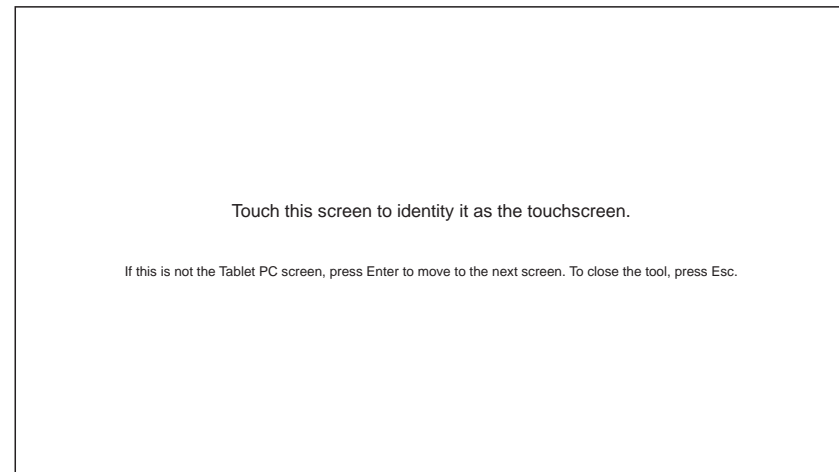 Touch this screen to identity it as the touchscreen.
If this is not the Tablet PC screen, press Enter to move to the next screen. To close the tool, press Esc.